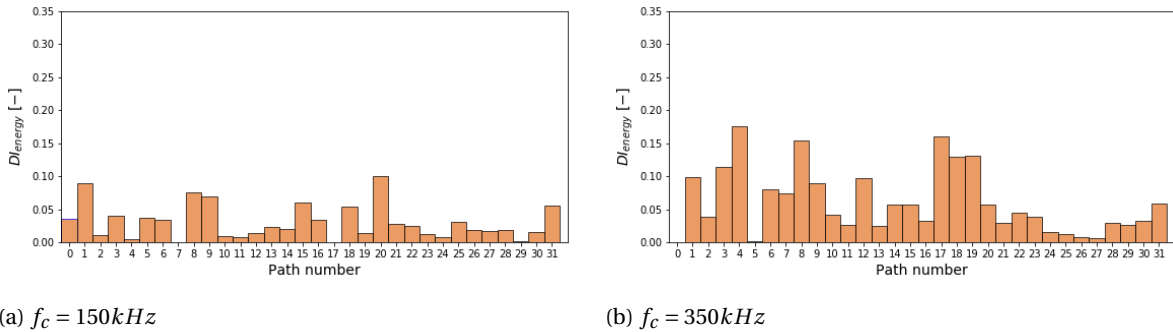 0.35
0.30
0.25
0.20
0.15
0.10
0.05
0.00
DI_energy [−]
0 1 2 3 4 5 6 7 8 9 10 11 12 13 14 15 16 17 18 19 20 21 22 23 24 25 26 27 28 29 30 31
Path number
(a) f_c = 150kHz
0.35
0.30
0.25
0.20
0.15
0.10
0.05
0.00
DI_energy [−]
0 1 2 3 4 5 6 7 8 9 10 11 12 13 14 15 16 17 18 19 20 21 22 23 24 25 26 27 28 29 30 31
Path number
(b) f_c = 350kHz